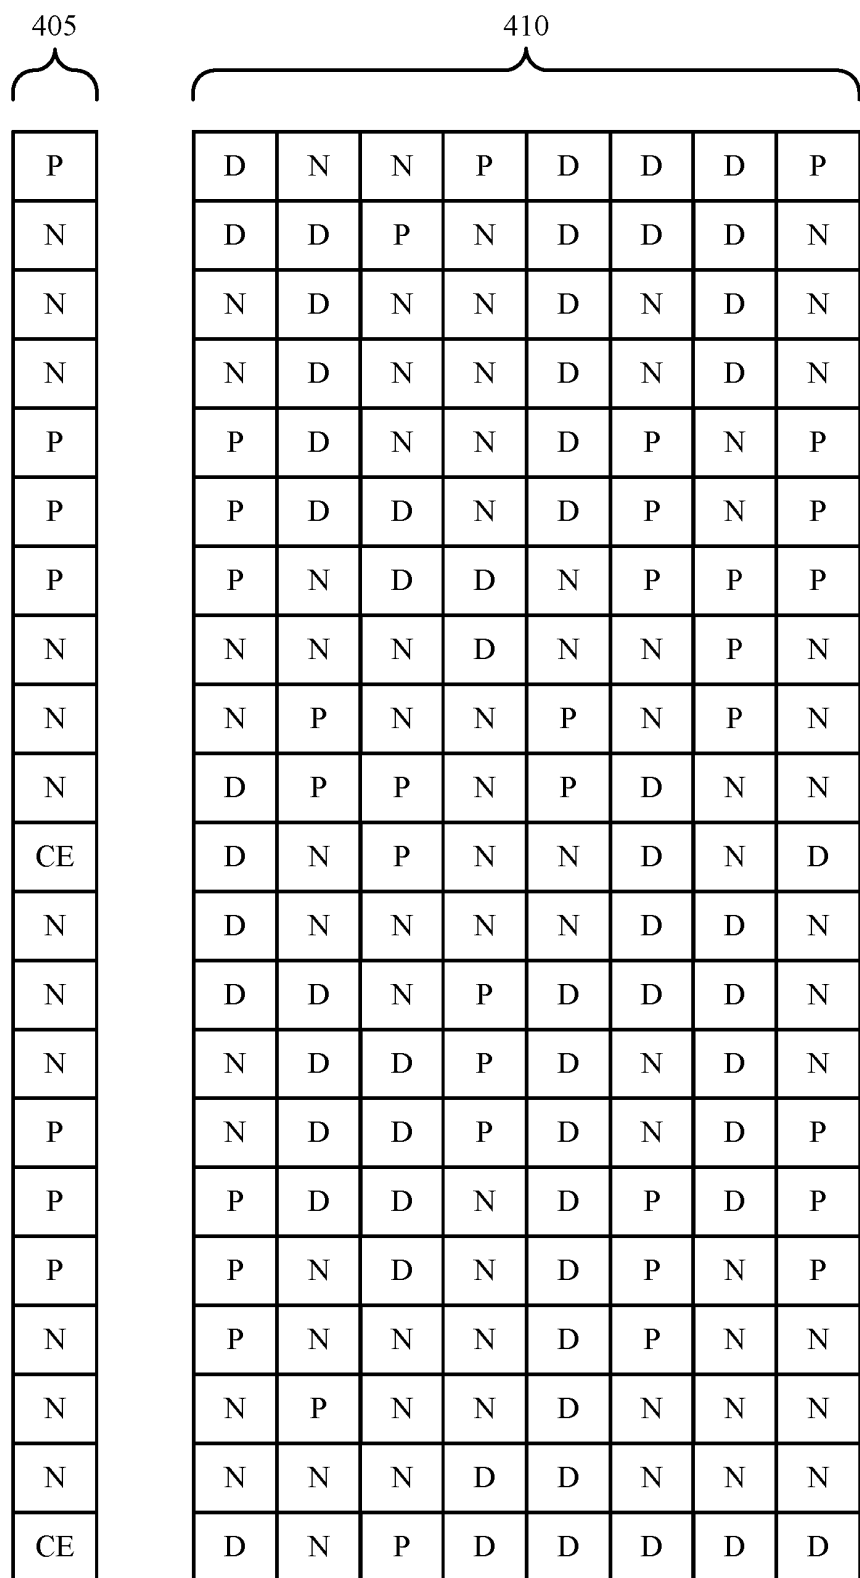 405 410
P D N N P D D D P
N D D P N D D D N
N N D N N D N D N
N N D N N D N D N
P P D N N D P N P
P P D D N D P N P
P P N D D N P P P
N N N N D N N P N
N N P N N P N P N
N D P P N P D N N
CE D N P N N D N D
N D N N N N D D N
N D D N P D D D N
N N D D P D N D N
P N D D P D N D P
P P D D N D P D P
P P N D N D P N P
N P N N N D P N N
N N P N N D N N N
N N N N D D N N N
CE D N P D D D D D